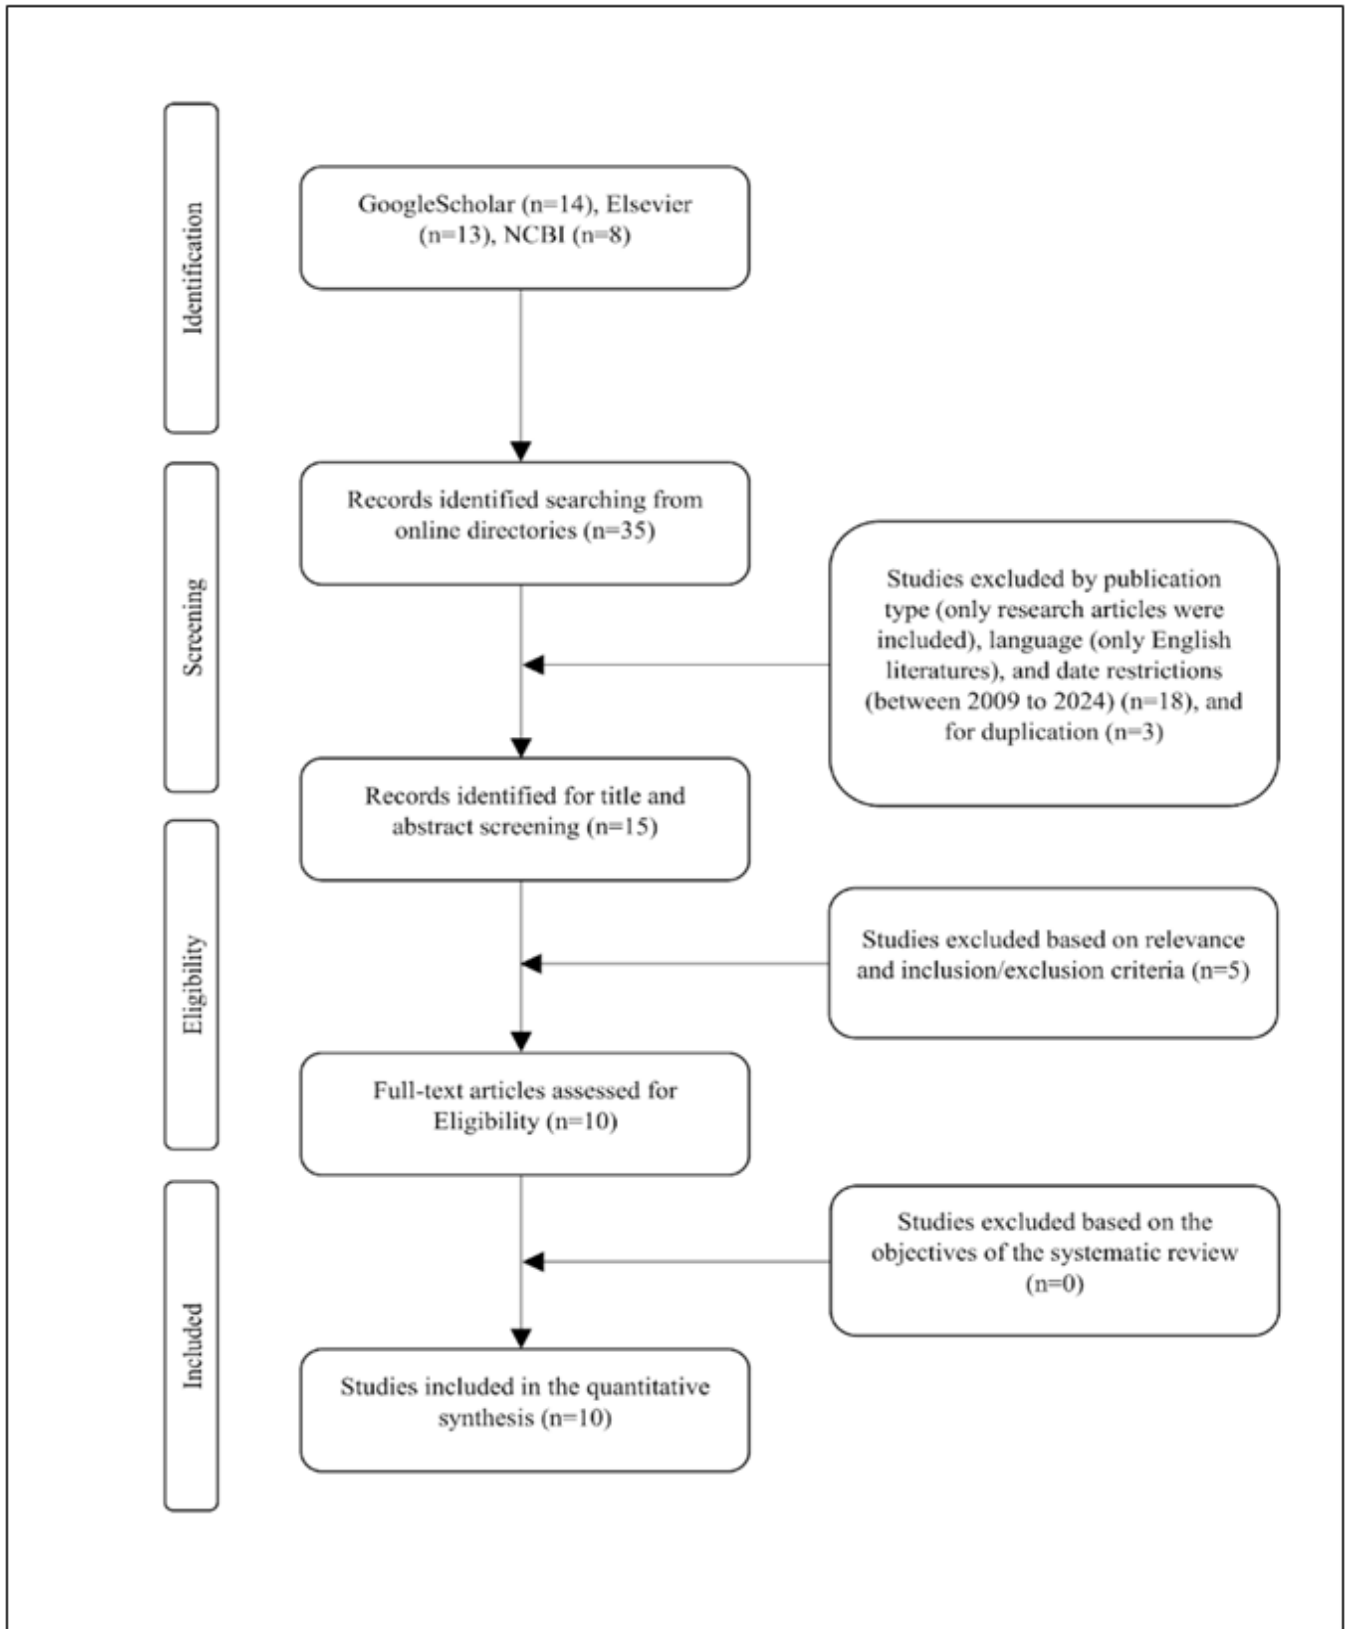 Identification
GoogleScholar (n=14), Elsevier
(n=13), NCBI (n=8)
Screening
Records identified searching from
online directories (n=35)
Studies excluded by publication
type (only research articles were
included), language (only English
literatures), and date restrictions
(between 2009 to 2024) (n=18), and
for duplication (n=3)
Records identified for title and
abstract screening (n=15)
Eligibility
Studies excluded based on relevance
and inclusion/exclusion criteria (n=5)
Full-text articles assessed for
Eligibility (n=10)
Included
Studies excluded based on the
objectives of the systematic review
(n=0)
Studies included in the quantitative
synthesis (n=10)